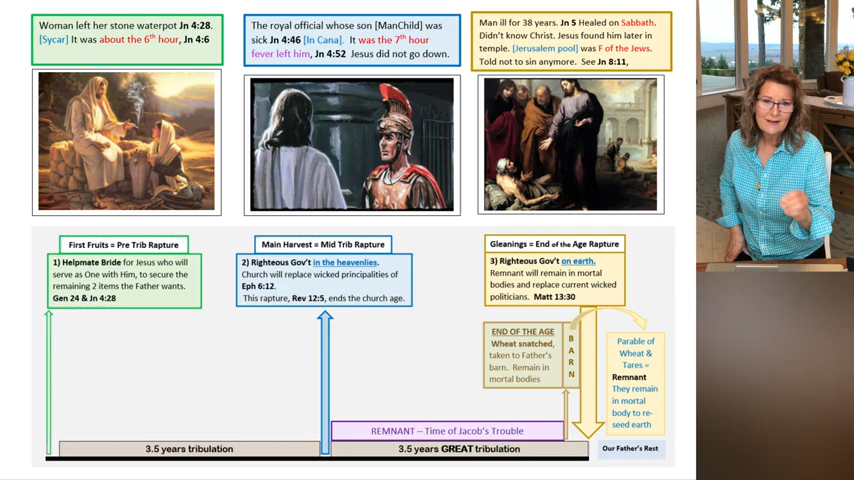 Woman left her stone waterpot Jn 4:28.
[Sycar] It was about the 6th hour, Jn 4:6
The royal official whose son [ManChild] was
sick Jn 4:46 [In Cana]. It was the 7th hour
fever left him, Jn 4:52 Jesus did not go down.
Man ill for 38 years. Jn 5 Healed on Sabbath.
Didn't know Christ. Jesus found him later in
temple. [Jerusalem pool] was F of the Jews.
Told not to sin anymore. See Jn 8:11,
First Fruits = Pre Trib Rapture
1) Helpmate Bride for Jesus who will
serve as One with Him, to secure the
remaining 2 items the Father wants.
Gen 24 & Jn 4:28
Main Harvest = Mid Trib Rapture
2) Righteous Gov't in the heavenlies.
Church will replace wicked principalities of
Eph 6:12.
This rapture, Rev 12:5, ends the church age.
Gleanings = End of the Age Rapture
3) Righteous Gov't on earth.
Remnant will remain in mortal
bodies and replace current wicked
politicians. Matt 13:30
END OF THE AGE
Wheat snatched,
taken to Father's
barn. Remain in
mortal bodies
B
A
R
N
Parable of
Wheat &
Tares =
Remnant
They remain
in mortal
body to re-
seed earth
REMNANT – Time of Jacob's Trouble
3.5 years tribulation
3.5 years GREAT tribulation
Our Father's Rest